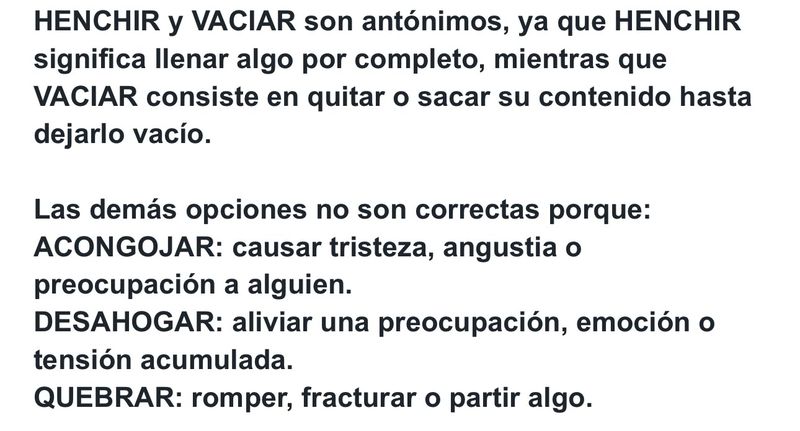 HENCHIR y VACIAR son antónimos, ya que HENCHIR
significa llenar algo por completo, mientras que
VACIAR consiste en quitar o sacar su contenido hasta
dejarlo vacío.
Las demás opciones no son correctas porque:
ACONGOJAR: causar tristeza, angustia o
preocupación a alguien.
DESAHOGAR: aliviar una preocupación, emoción o
tensión acumulada.
QUEBRAR: romper, fracturar o partir algo.